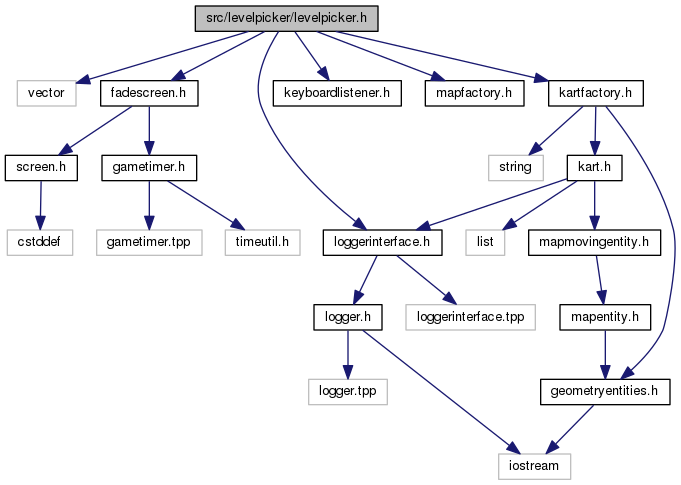 src/levelpicker/levelpicker.h
vector
fadescreen.h
keyboardlistener.h
mapfactory.h
kartfactory.h
screen.h
gametimer.h
string
kart.h
cstddef
gametimer.tpp
timeutil.h
loggerinterface.h
list
mapmovingentity.h
logger.h
loggerinterface.tpp
mapentity.h
logger.tpp
geometryentities.h
iostream